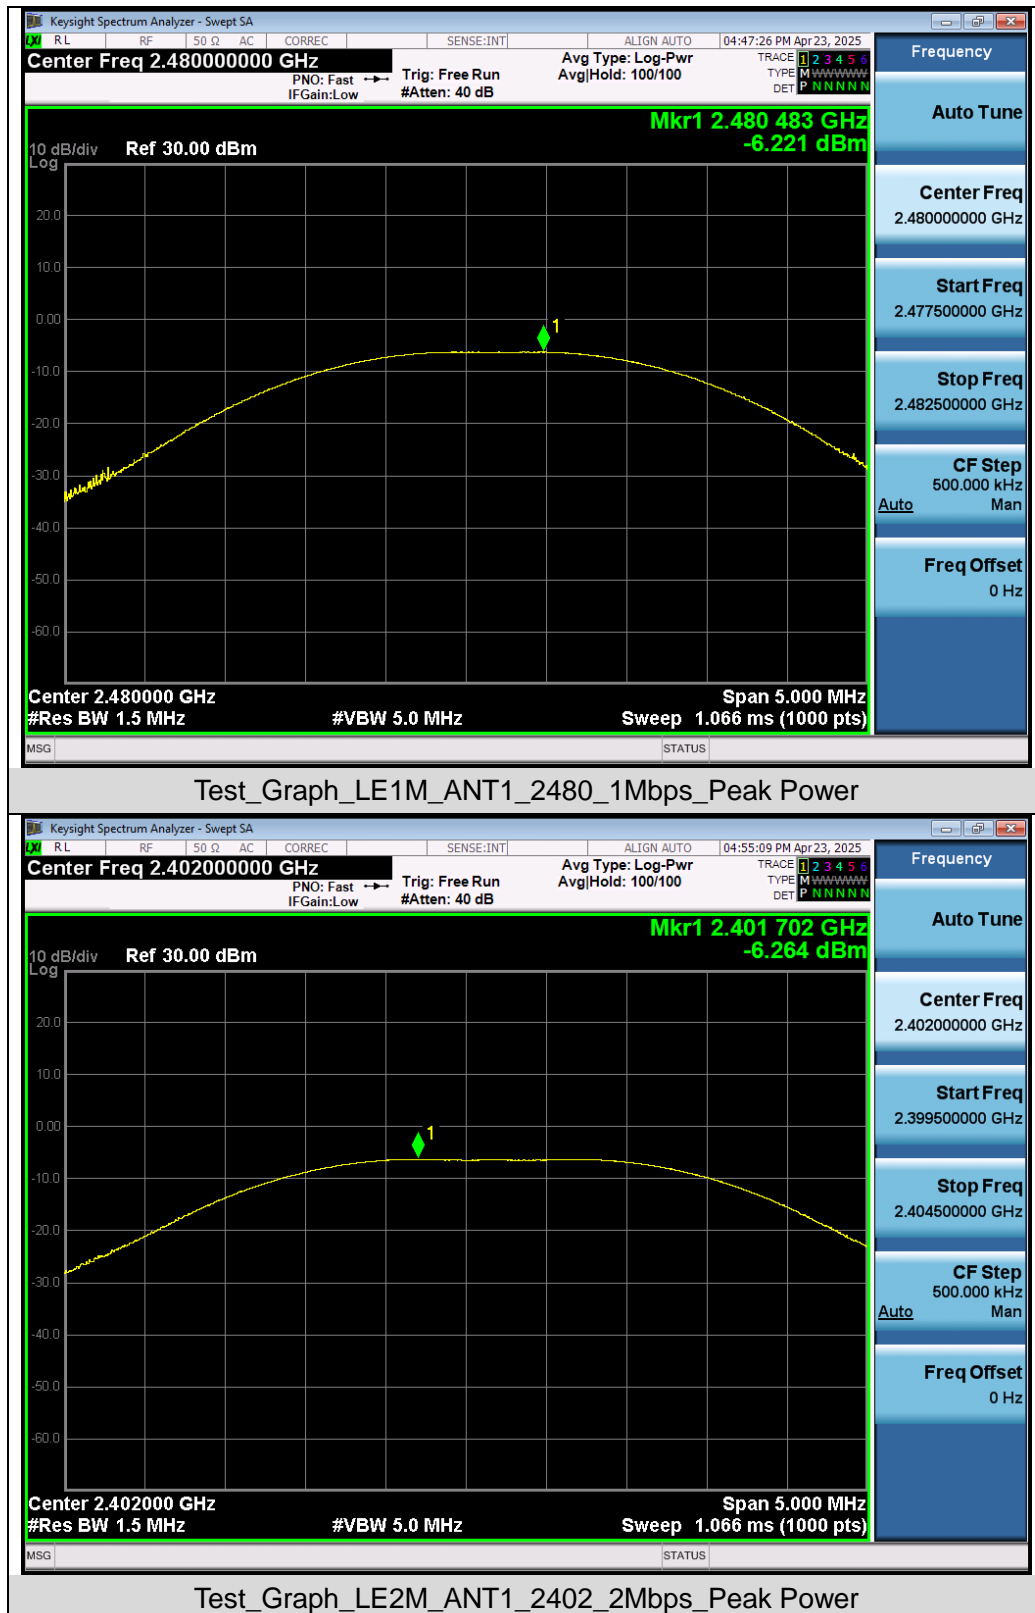 Keysight Spectrum Analyzer - Swept SA
LXI RL RF 50 Ω AC CORREC SENSE:INT ALIGN AUTO 04:47:26 PM Apr 23, 2025
Center Freq 2.480000000 GHz
PNO: Fast
IFGain:Low
Trig: Free Run
#Atten: 40 dB
Avg Type: Log-Pwr
Avg|Hold: 100/100
TRACE 1 2 3 4 5 6
TYPE M WWWWW
DET P N N N N N
Mkr1 2.480 483 GHz
-6.221 dBm
10 dB/div Ref 30.00 dBm
Log
20.0
10.0
0.00
1
-10.0
-20.0
-30.0
-40.0
-50.0
-60.0
Center 2.480000 GHz Span 5.000 MHz
#Res BW 1.5 MHz #VBW 5.0 MHz Sweep 1.066 ms (1000 pts)
MSG STATUS
Frequency
Auto Tune
Center Freq
2.480000000 GHz
Start Freq
2.477500000 GHz
Stop Freq
2.482500000 GHz
CF Step
500.000 kHz
Auto Man
Freq Offset
0 Hz
Test_Graph_LE1M_ANT1_2480_1Mbps_Peak Power
Keysight Spectrum Analyzer - Swept SA
LXI RL RF 50 Ω AC CORREC SENSE:INT ALIGN AUTO 04:55:09 PM Apr 23, 2025
Center Freq 2.402000000 GHz
PNO: Fast
IFGain:Low
Trig: Free Run
#Atten: 40 dB
Avg Type: Log-Pwr
Avg|Hold: 100/100
TRACE 1 2 3 4 5 6
TYPE M WWWWW
DET P N N N N N
Mkr1 2.401 702 GHz
-6.264 dBm
10 dB/div Ref 30.00 dBm
Log
20.0
10.0
0.00
1
-10.0
-20.0
-30.0
-40.0
-50.0
-60.0
Center 2.402000 GHz Span 5.000 MHz
#Res BW 1.5 MHz #VBW 5.0 MHz Sweep 1.066 ms (1000 pts)
MSG STATUS
Frequency
Auto Tune
Center Freq
2.402000000 GHz
Start Freq
2.399500000 GHz
Stop Freq
2.404500000 GHz
CF Step
500.000 kHz
Auto Man
Freq Offset
0 Hz
Test_Graph_LE2M_ANT1_2402_2Mbps_Peak Power